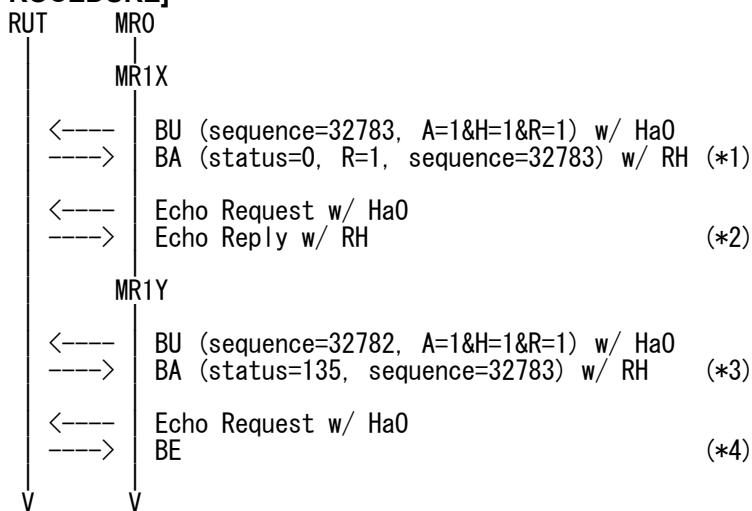 ROCEDURE]
RUT MR0
MR1X
<---- BU (sequence=32783, A=1&H=1&R=1) w/ HaO
----> BA (status=0, R=1, sequence=32783) w/ RH (*1)
<---- Echo Request w/ HaO
----> Echo Reply w/ RH (*2)
MR1Y
<---- BU (sequence=32782, A=1&H=1&R=1) w/ HaO
----> BA (status=135, sequence=32783) w/ RH (*3)
<---- Echo Request w/ HaO
----> BE (*4)
V V